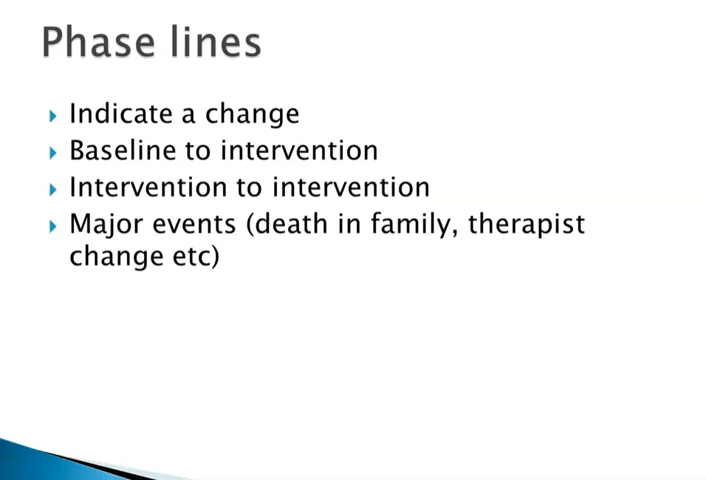 Phase lines
Indicate a change
Baseline to intervention
Intervention to intervention
Major events (death in family, therapist
change etc)